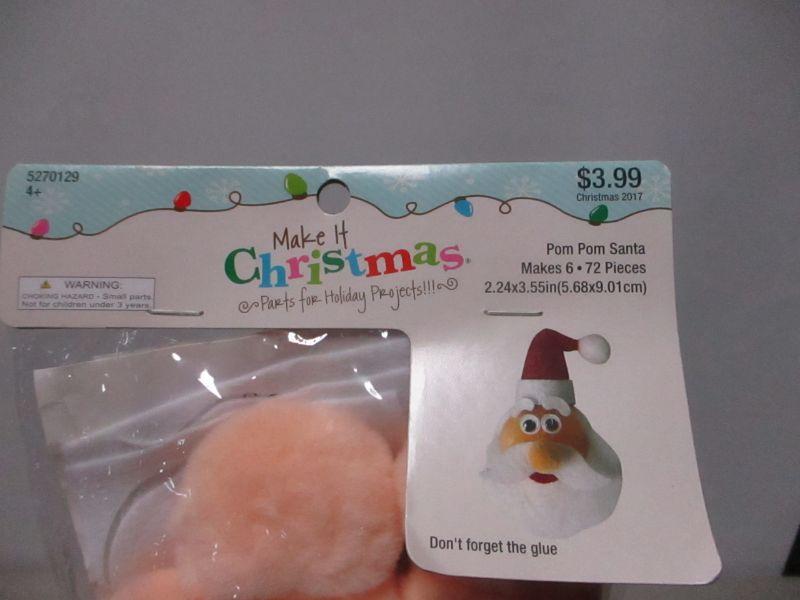 5270129
4+
$3.99
Christmas 2017
Make It
Christmas®
Parts for Holiday Projects!!!
Pom Pom Santa
Makes 6 • 72 Pieces
2.24x3.55in(5.68x9.01cm)
WARNING:
CHOKING HAZARD - Small parts.
Not for children under 3 years.
Don't forget the glue